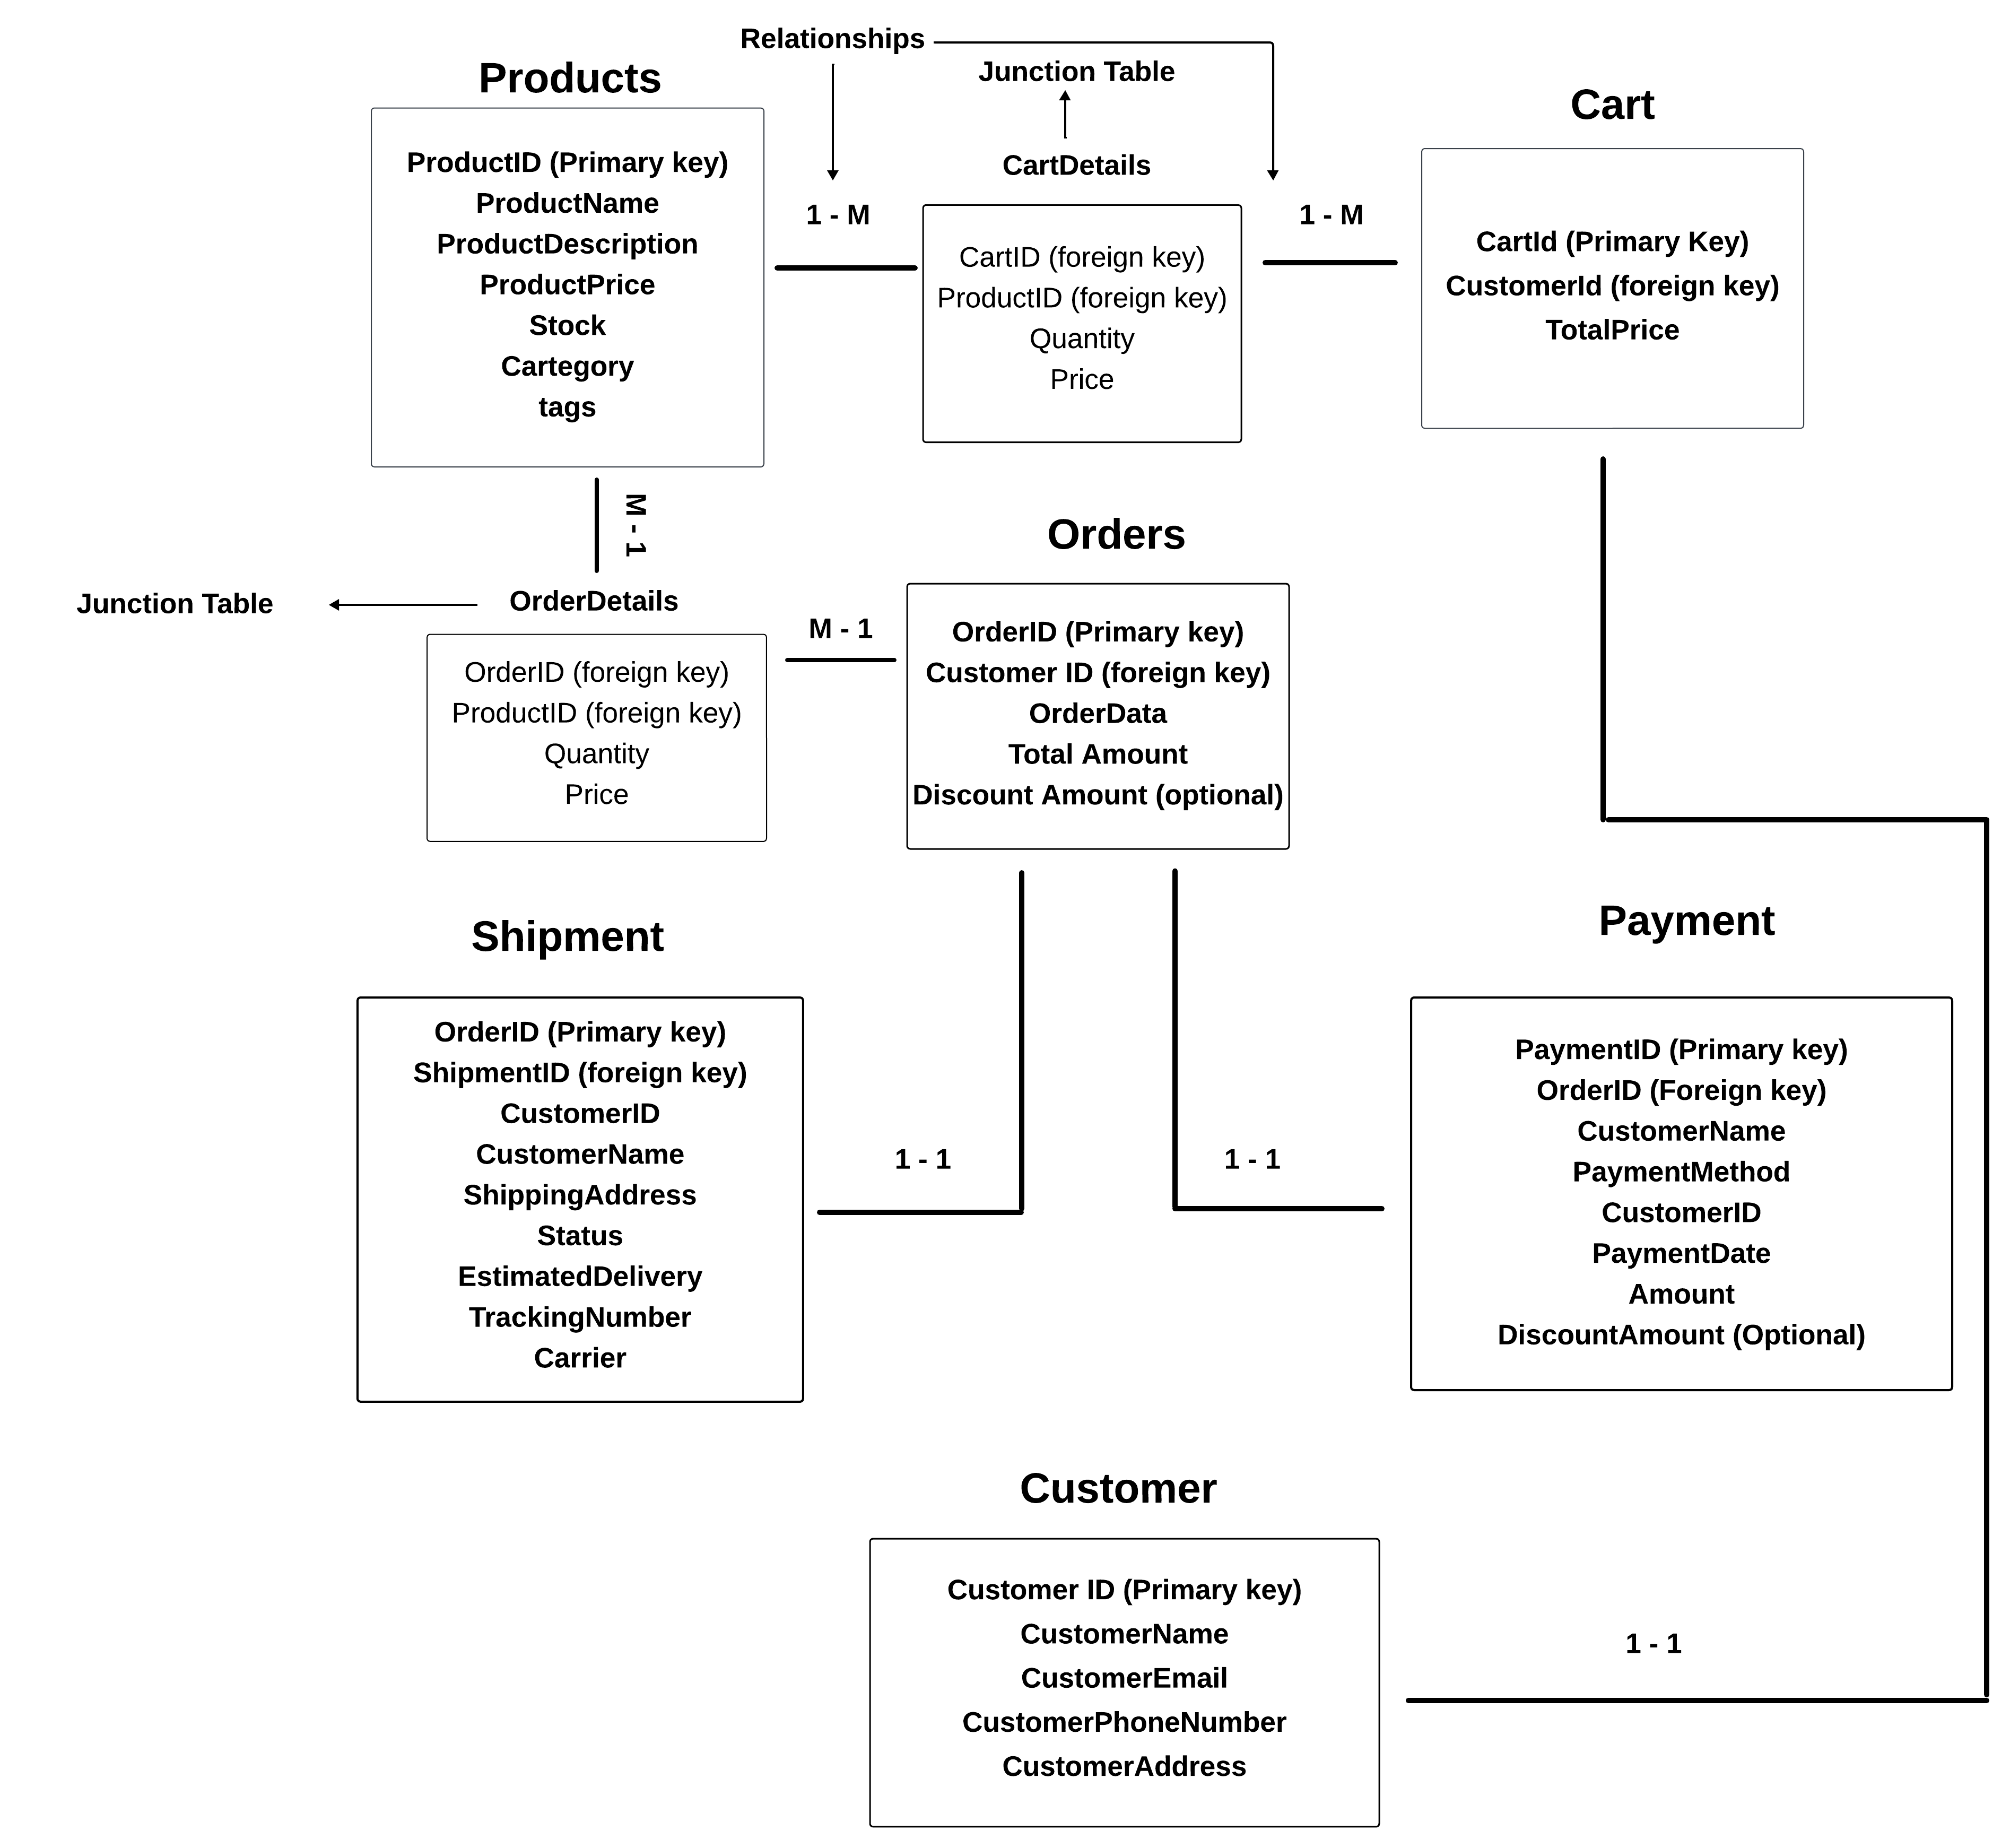 Relationships
Products
Junction Table
Cart
ProductID (Primary key)
ProductName
ProductDescription
ProductPrice
Stock
Cartegory
tags
1 - M
CartDetails
CartID (foreign key)
ProductID (foreign key)
Quantity
Price
1 - M
CartId (Primary Key)
CustomerId (foreign key)
TotalPrice
M - 1
Orders
Junction Table
OrderDetails
OrderID (foreign key)
ProductID (foreign key)
Quantity
Price
M - 1
OrderID (Primary key)
Customer ID (foreign key)
OrderData
Total Amount
Discount Amount (optional)
Shipment
Payment
OrderID (Primary key)
ShipmentID (foreign key)
CustomerID
CustomerName
ShippingAddress
Status
EstimatedDelivery
TrackingNumber
Carrier
1 - 1
1 - 1
PaymentID (Primary key)
OrderID (Foreign key)
CustomerName
PaymentMethod
CustomerID
PaymentDate
Amount
DiscountAmount (Optional)
Customer
Customer ID (Primary key)
CustomerName
CustomerEmail
CustomerPhoneNumber
CustomerAddress
1 - 1